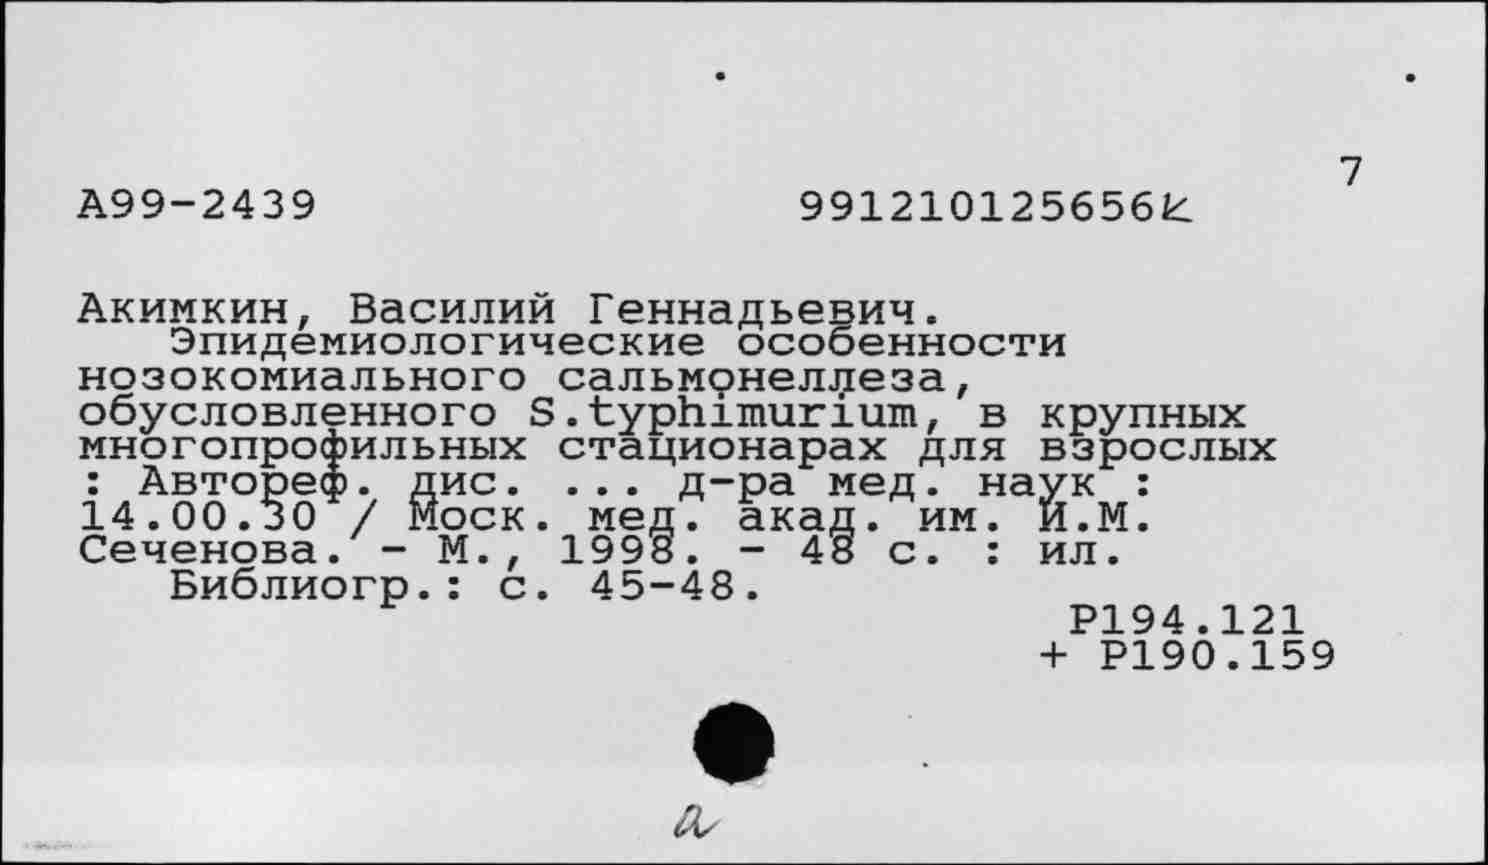 7
А99-2439 991210125656к
Акимкин, Василий Геннадьевич.
Эпидемиологические особенности
нозокомиального сальмонеллеза,
обусловленного S.typhimurium, в крупных
многопрофильных стационарах для взрослых
: Автореф. дис. ... д-ра мед. наук :
14.00.30 / Моск. мед. акад. им. И.М.
Сеченова. - М., 1998. - 48 с. : ил.
Библиогр.: с. 45-48.
Р194.121
+ Р190.159
а